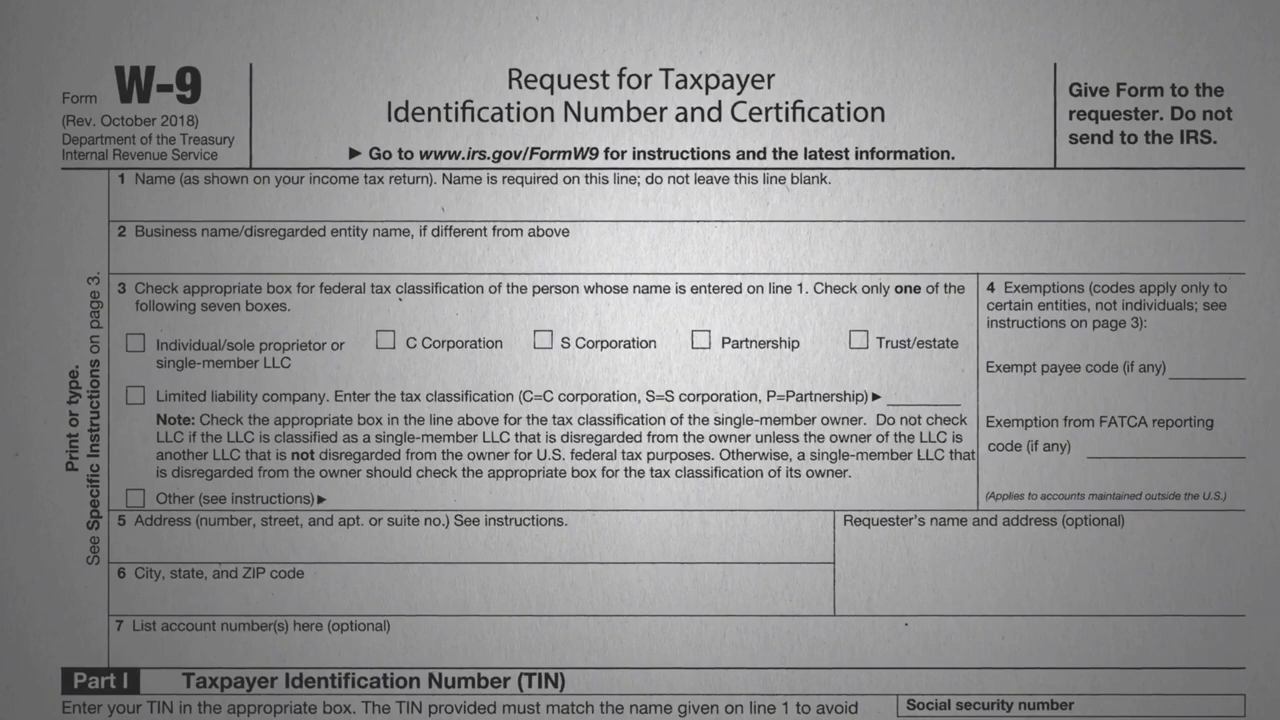 Form W-9
(Rev. October 2018)
Department of the Treasury
Internal Revenue Service
Request for Taxpayer
Identification Number and Certification
▶ Go to www.irs.gov/FormW9 for instructions and the latest information.
Give Form to the
requester. Do not
send to the IRS.
Print or type.
See Specific Instructions on page 3.
1 Name (as shown on your income tax return). Name is required on this line; do not leave this line blank.
2 Business name/disregarded entity name, if different from above
3 Check appropriate box for federal tax classification of the person whose name is entered on line 1. Check only one of the
following seven boxes.
Individual/sole proprietor or
single-member LLC
C Corporation
S Corporation
Partnership
Trust/estate
Limited liability company. Enter the tax classification (C=C corporation, S=S corporation, P=Partnership) ▶
Note: Check the appropriate box in the line above for the tax classification of the single-member owner. Do not check
LLC if the LLC is classified as a single-member LLC that is disregarded from the owner unless the owner of the LLC is
another LLC that is not disregarded from the owner for U.S. federal tax purposes. Otherwise, a single-member LLC that
is disregarded from the owner should check the appropriate box for the tax classification of its owner.
Other (see instructions) ▶
4 Exemptions (codes apply only to
certain entities, not individuals; see
instructions on page 3):
Exempt payee code (if any)
Exemption from FATCA reporting
code (if any)
(Applies to accounts maintained outside the U.S.)
5 Address (number, street, and apt. or suite no.) See instructions.
Requester's name and address (optional)
6 City, state, and ZIP code
7 List account number(s) here (optional)
Part I Taxpayer Identification Number (TIN)
Enter your TIN in the appropriate box. The TIN provided must match the name given on line 1 to avoid
Social security number